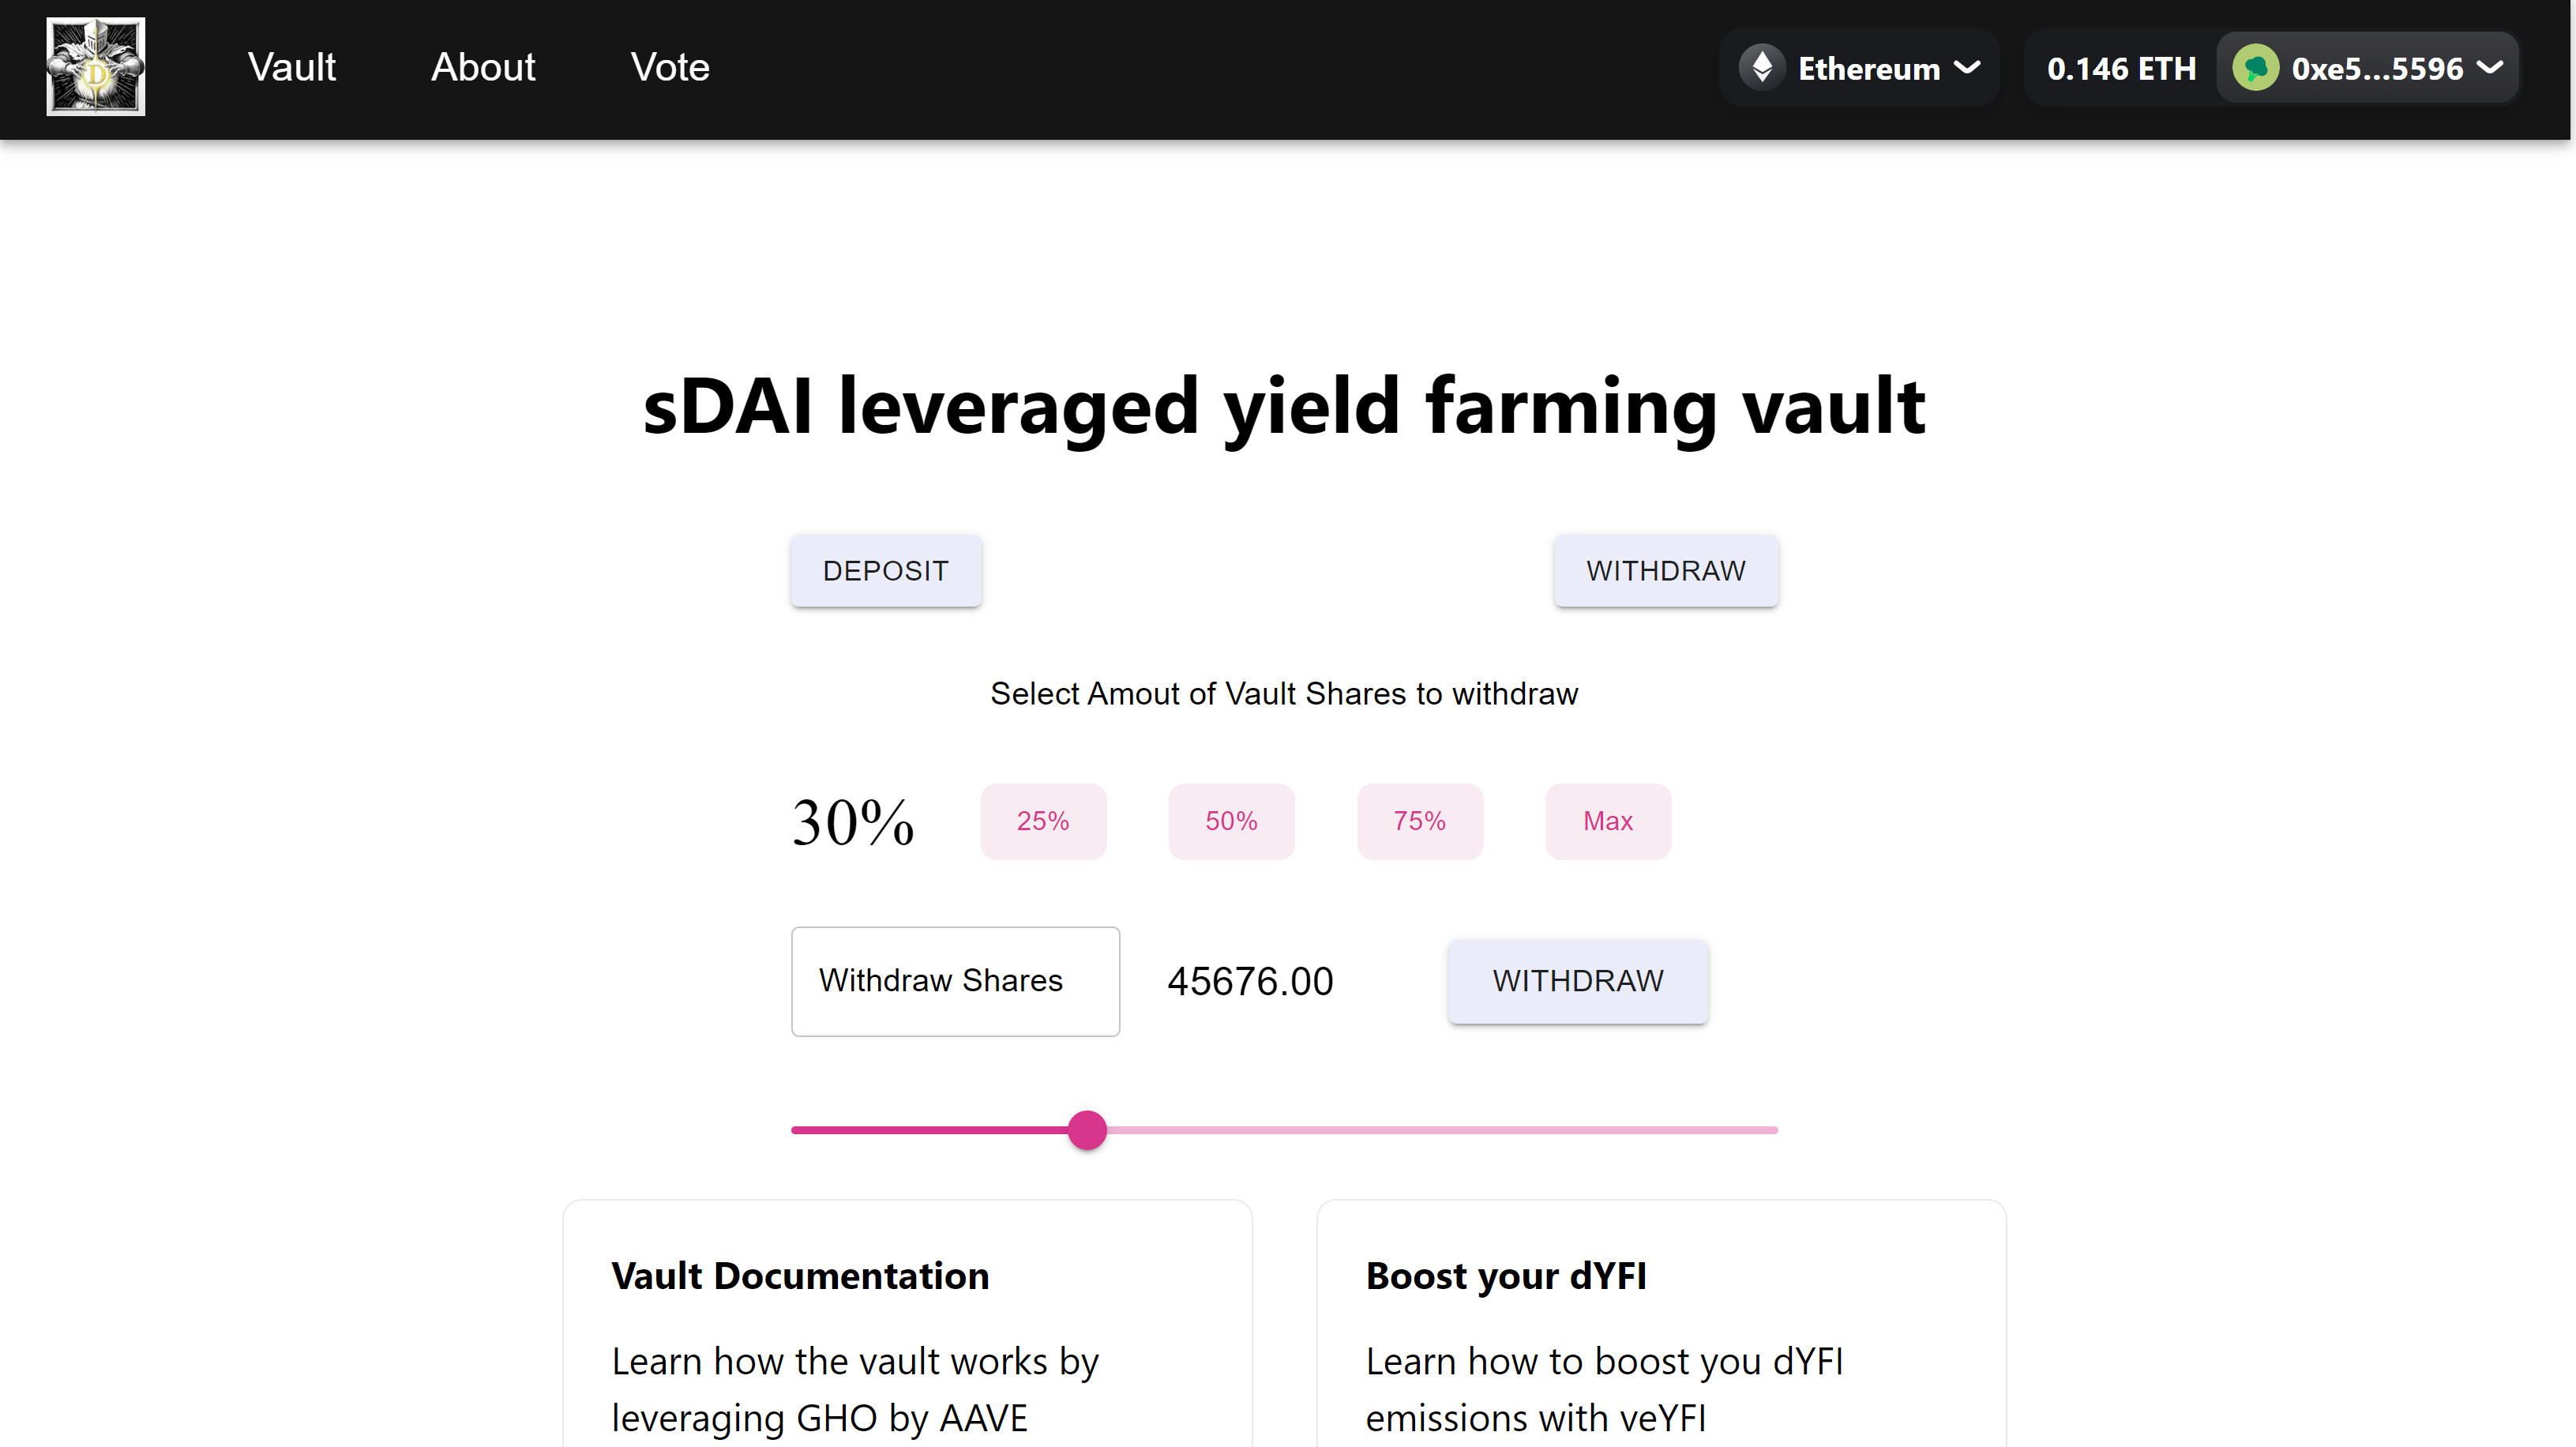 D
Vault About Vote
Ethereum 0.146 ETH 0xe5...5596
sDAI leveraged yield farming vault
DEPOSIT WITHDRAW
Select Amout of Vault Shares to withdraw
30% 25% 50% 75% Max
Withdraw Shares 45676.00 WITHDRAW
Vault Documentation
Learn how the vault works by
leveraging GHO by AAVE
Boost your dYFI
Learn how to boost you dYFI
emissions with veYFI